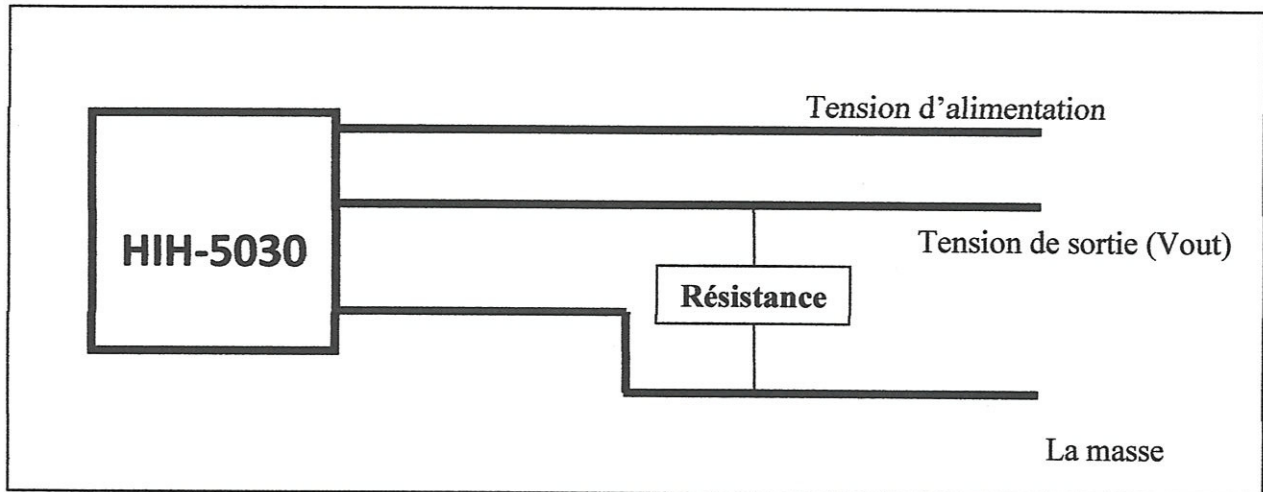 Tension d'alimentation
HIH-5030
Tension de sortie (Vout)
Résistance
La masse